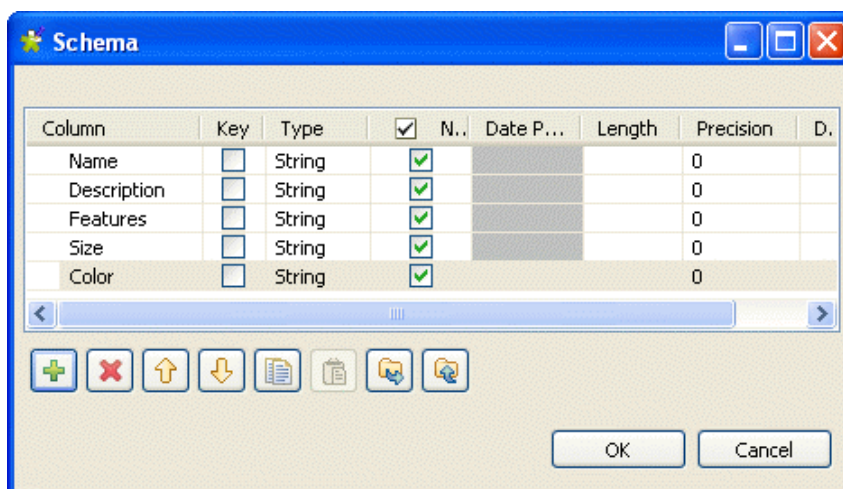 Schema
Column Key Type N.. Date P... Length Precision D.
Name String 0
Description String 0
Features String 0
Size String 0
Color String 0
OK Cancel